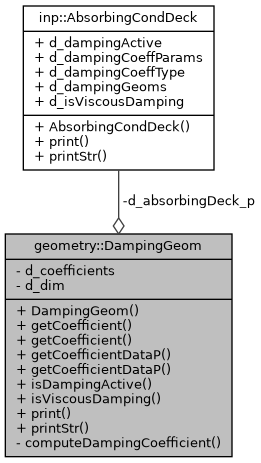 inp::AbsorbingCondDeck
+ d_dampingActive
+ d_dampingCoeffParams
+ d_dampingCoeffType
+ d_dampingGeoms
+ d_isViscousDamping
+ AbsorbingCondDeck()
+ print()
+ printStr()
-d_absorbingDeck_p
geometry::DampingGeom
- d_coefficients
- d_dim
+ DampingGeom()
+ getCoefficient()
+ getCoefficient()
+ getCoefficientDataP()
+ getCoefficientDataP()
+ isDampingActive()
+ isViscousDamping()
+ print()
+ printStr()
- computeDampingCoefficient()